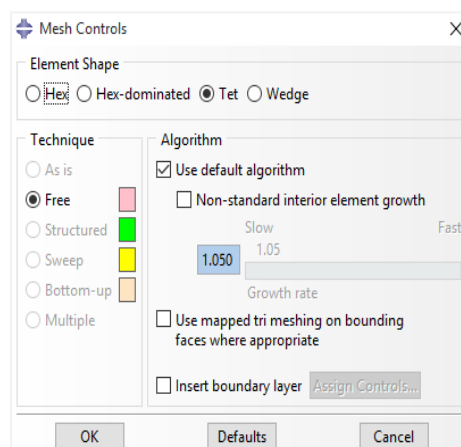 Mesh Controls
Element Shape
Hex Hex-dominated Tet Wedge
Technique
As is
Free
Structured
Sweep
Bottom-up
Multiple
Algorithm
Use default algorithm
Non-standard interior element growth
Slow Fast
1.050 1.05
Growth rate
Use mapped tri meshing on bounding
faces where appropriate
Insert boundary layer Assign Controls...
OK Defaults Cancel